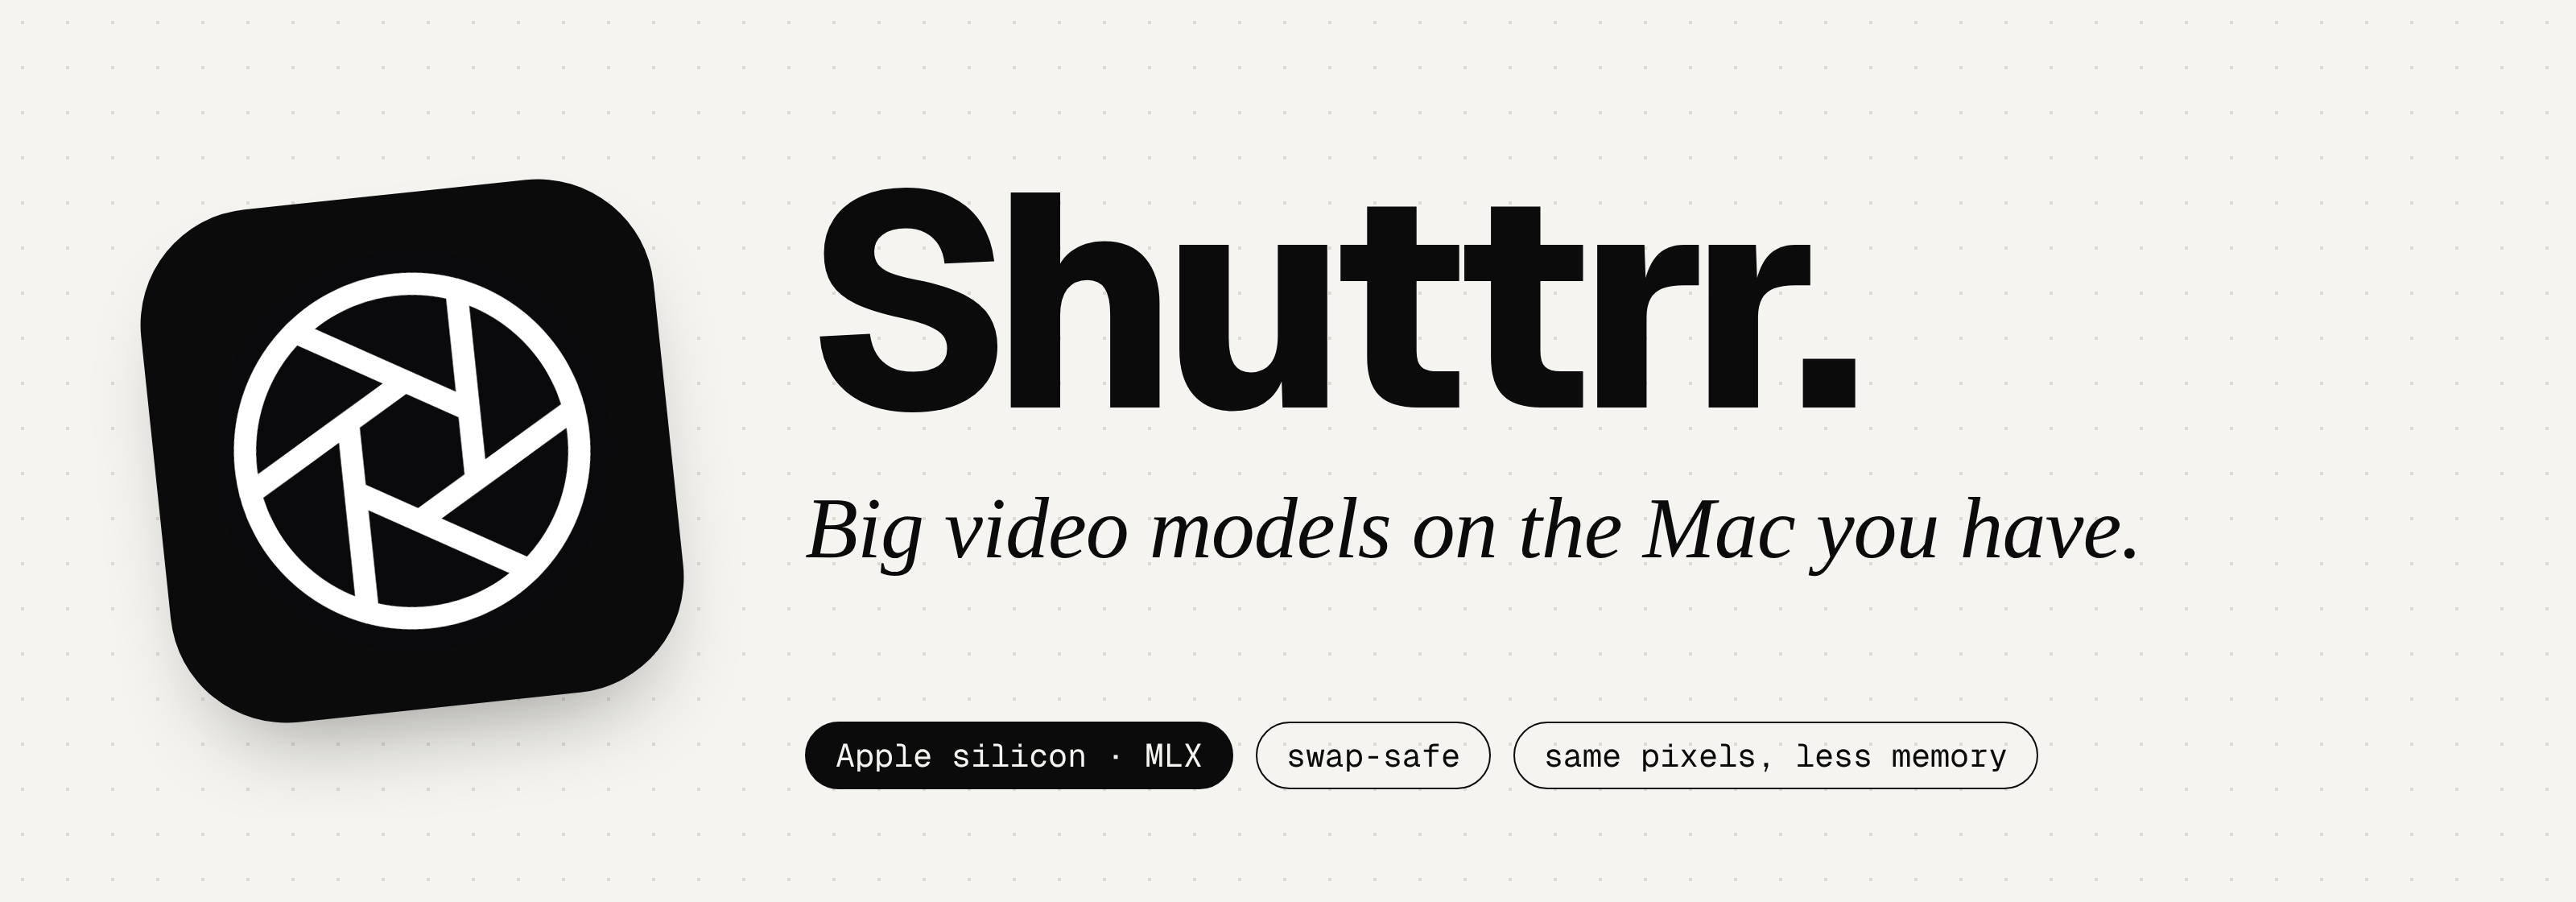 Shuttrr.
Big video models on the Mac you have.
Apple silicon · MLX
swap-safe
same pixels, less memory